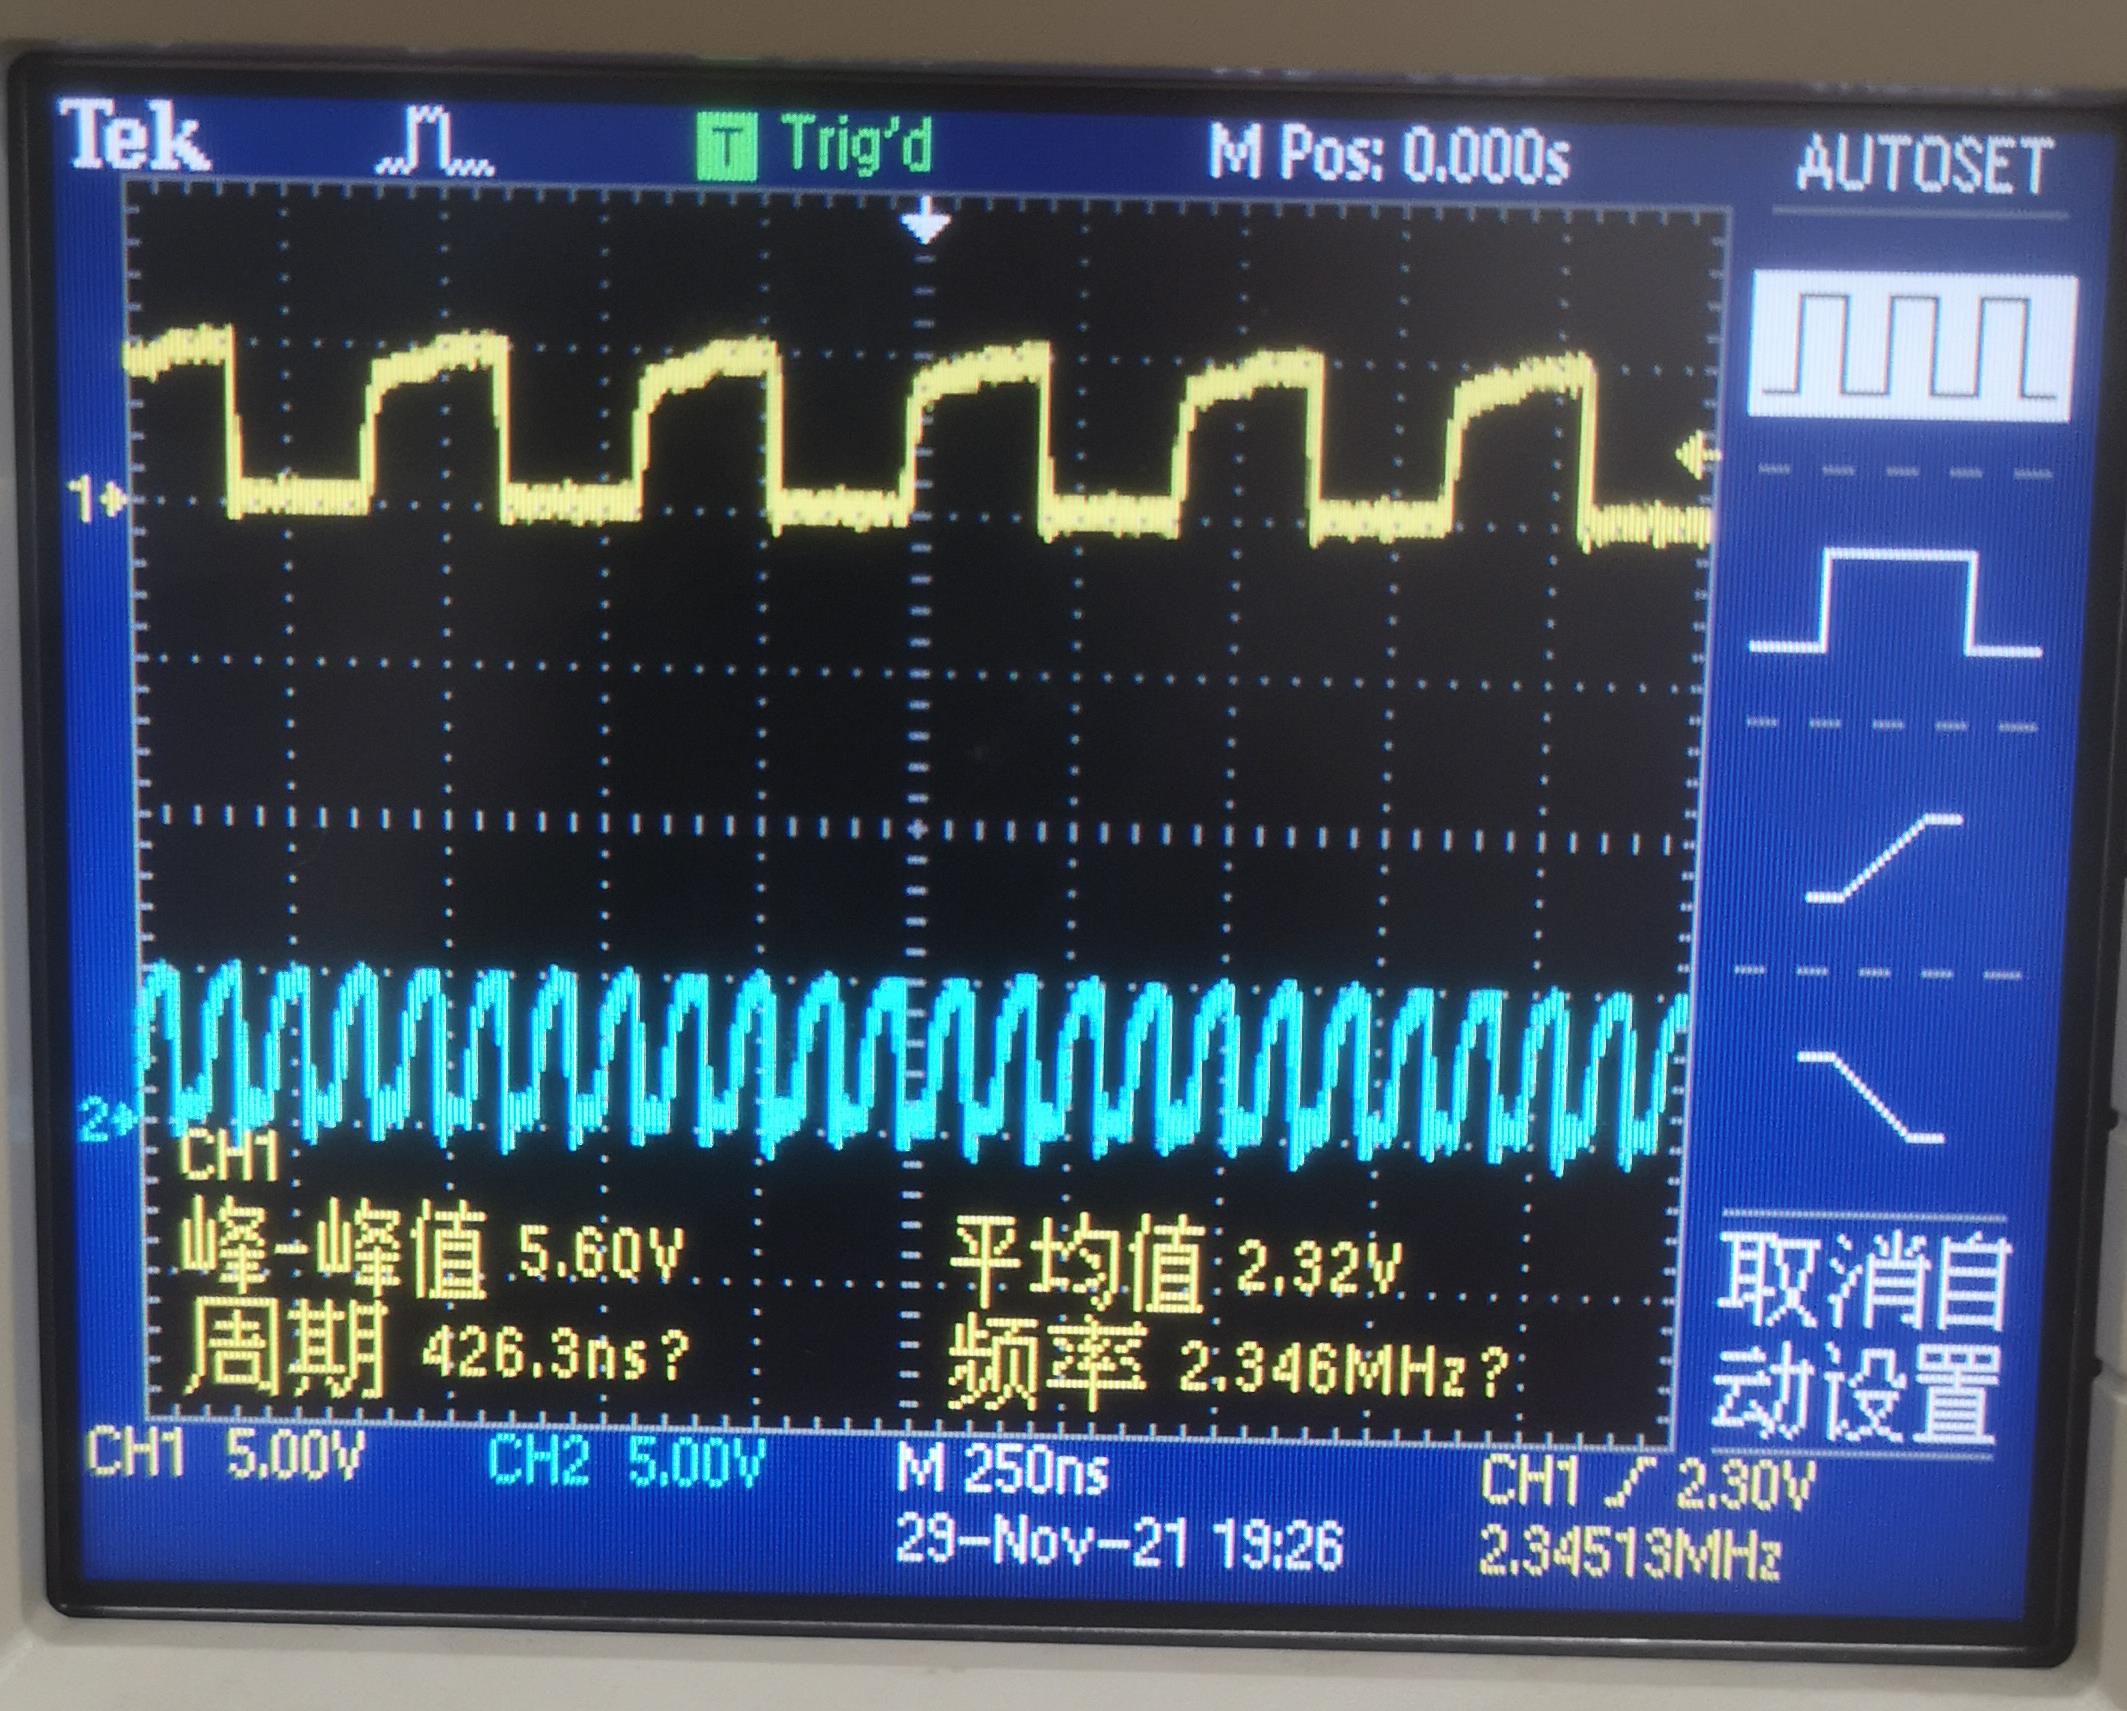 Tek T Trig'd M Pos: 0.000s AUTOSET
1
2
CH1
峰-峰值 5.60V 平均值 2.32V
周期 426.3ns? 频率 2.346MHz?
取消自
动设置
CH1 5.00V CH2 5.00V M 250ns CH1 2.30V
29-Nov-21 19:26 2.34513MHz